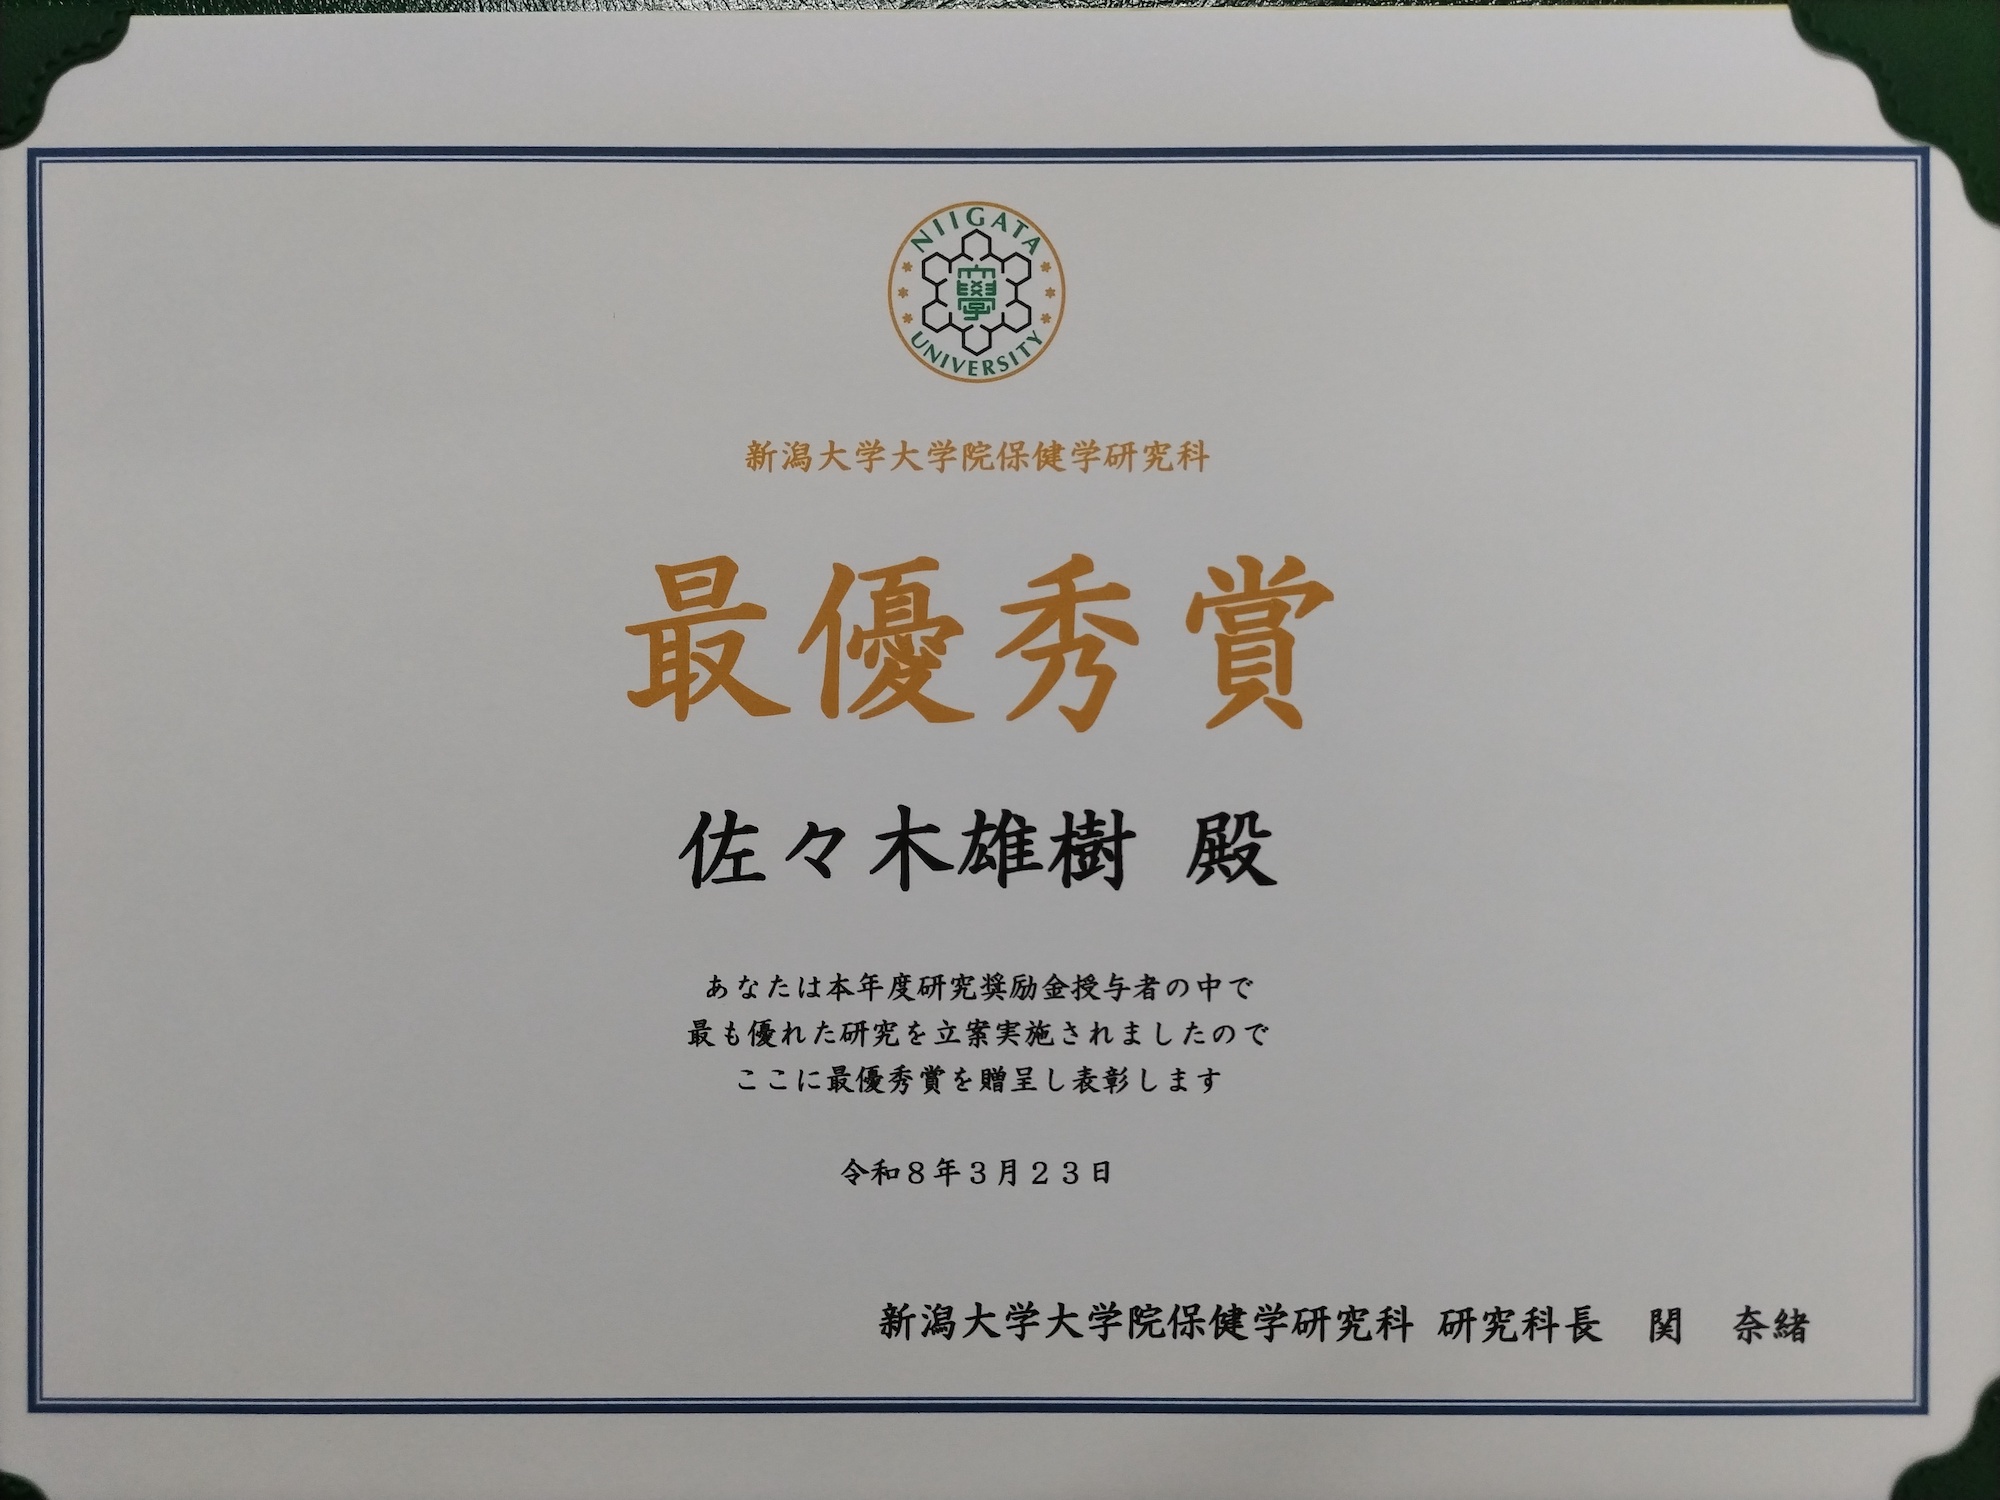 NIIGATA
學
UNIVERSITY
新潟大学大学院保健学研究科
最優秀賞
佐々木雄樹 殿
あなたは本年度研究奨励金授与者の中で
最も優れた研究を立案実施されましたので
ここに最優秀賞を贈呈し表彰します
令和８年３月２３日
新潟大学大学院保健学研究科 研究科長　関　奈緒